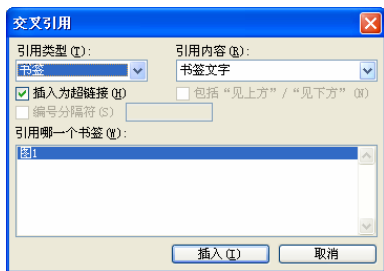 交叉引用
引用类型(T): 引用内容(R):
书签 书签文字
插入为超链接(H) 包括“见上方”/“见下方”(N)
编号分隔符(S)
引用哪一个书签(W):
图1
插入(I) 取消